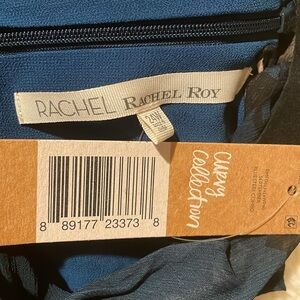 RACHEL RACHEL ROY
24W
Curvy
Collection
8 89177 23373 8